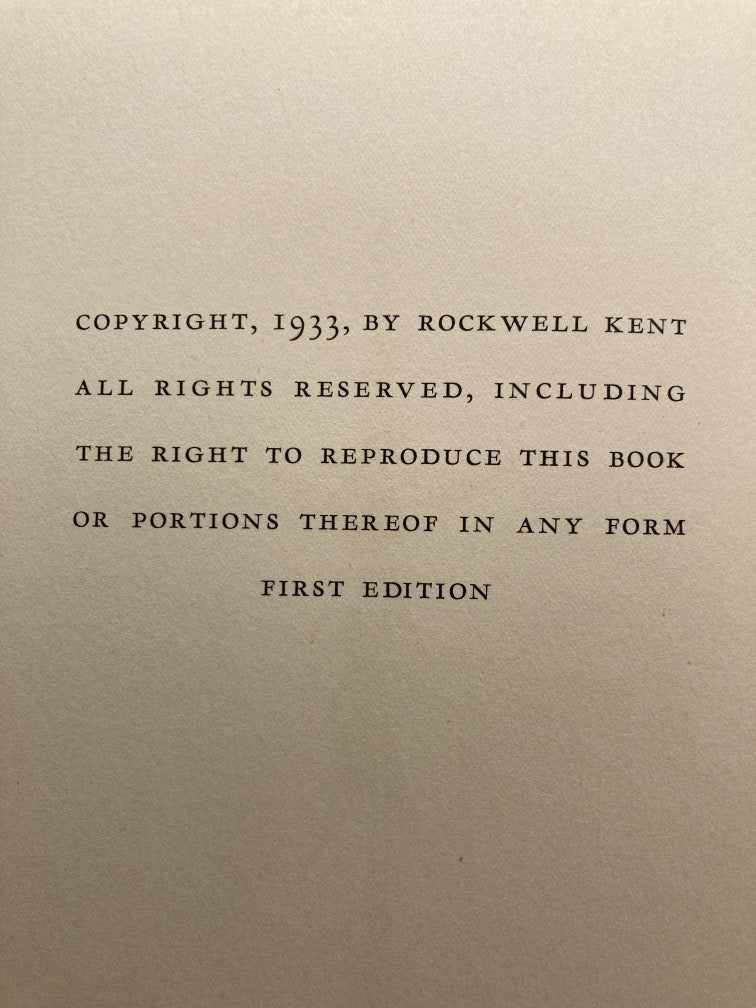 COPYRIGHT, 1933, BY ROCKWELL KENT
ALL RIGHTS RESERVED, INCLUDING
THE RIGHT TO REPRODUCE THIS BOOK
OR PORTIONS THEREOF IN ANY FORM
FIRST EDITION